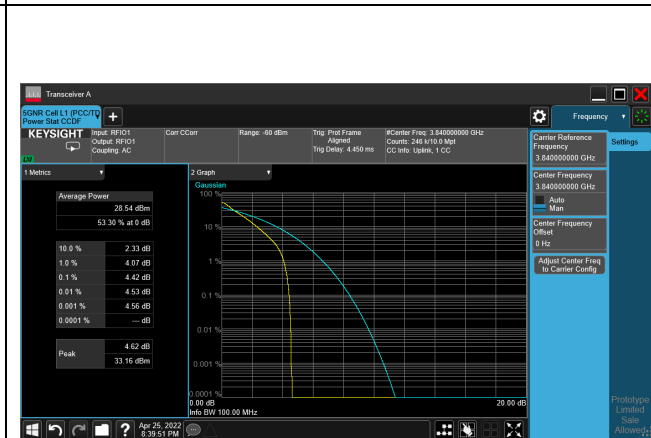 Transceiver A
5GNR Cell L1 (PCC/TD
Power Stat CCDF
+
Frequency
KEYSIGHT
LXI
Input: RFIO1
Output: RFIO1
Coupling: AC
Corr CCorr
Range: -60 dBm
Trig: Prot Frame
Aligned
Trig Delay: 4.450 ms
#Center Freq: 3.840000000 GHz
Counts: 246 k/10.0 Mpt
CC Info: Uplink, 1 CC
Carrier Reference
Frequency
3.840000000 GHz
Settings
Center Frequency
3.840000000 GHz
Auto
Man
Center Frequency
Offset
0 Hz
Adjust Center Freq
to Carrier Config
1 Metrics
Average Power
28.54 dBm
53.30 % at 0 dB
10.0 % 2.33 dB
1.0 % 4.07 dB
0.1 % 4.42 dB
0.01 % 4.53 dB
0.001 % 4.56 dB
0.0001 % --- dB
Peak
4.62 dB
33.16 dBm
2 Graph
Gaussian
100 %
10 %
1 %
0.1 %
0.01 %
0.001 %
0.0001 %
0.00 dB
20.00 dB
Info BW 100.00 MHz
Prototype
Limited
Sale
Allowed
?
Apr 25, 2022
8:39:51 PM